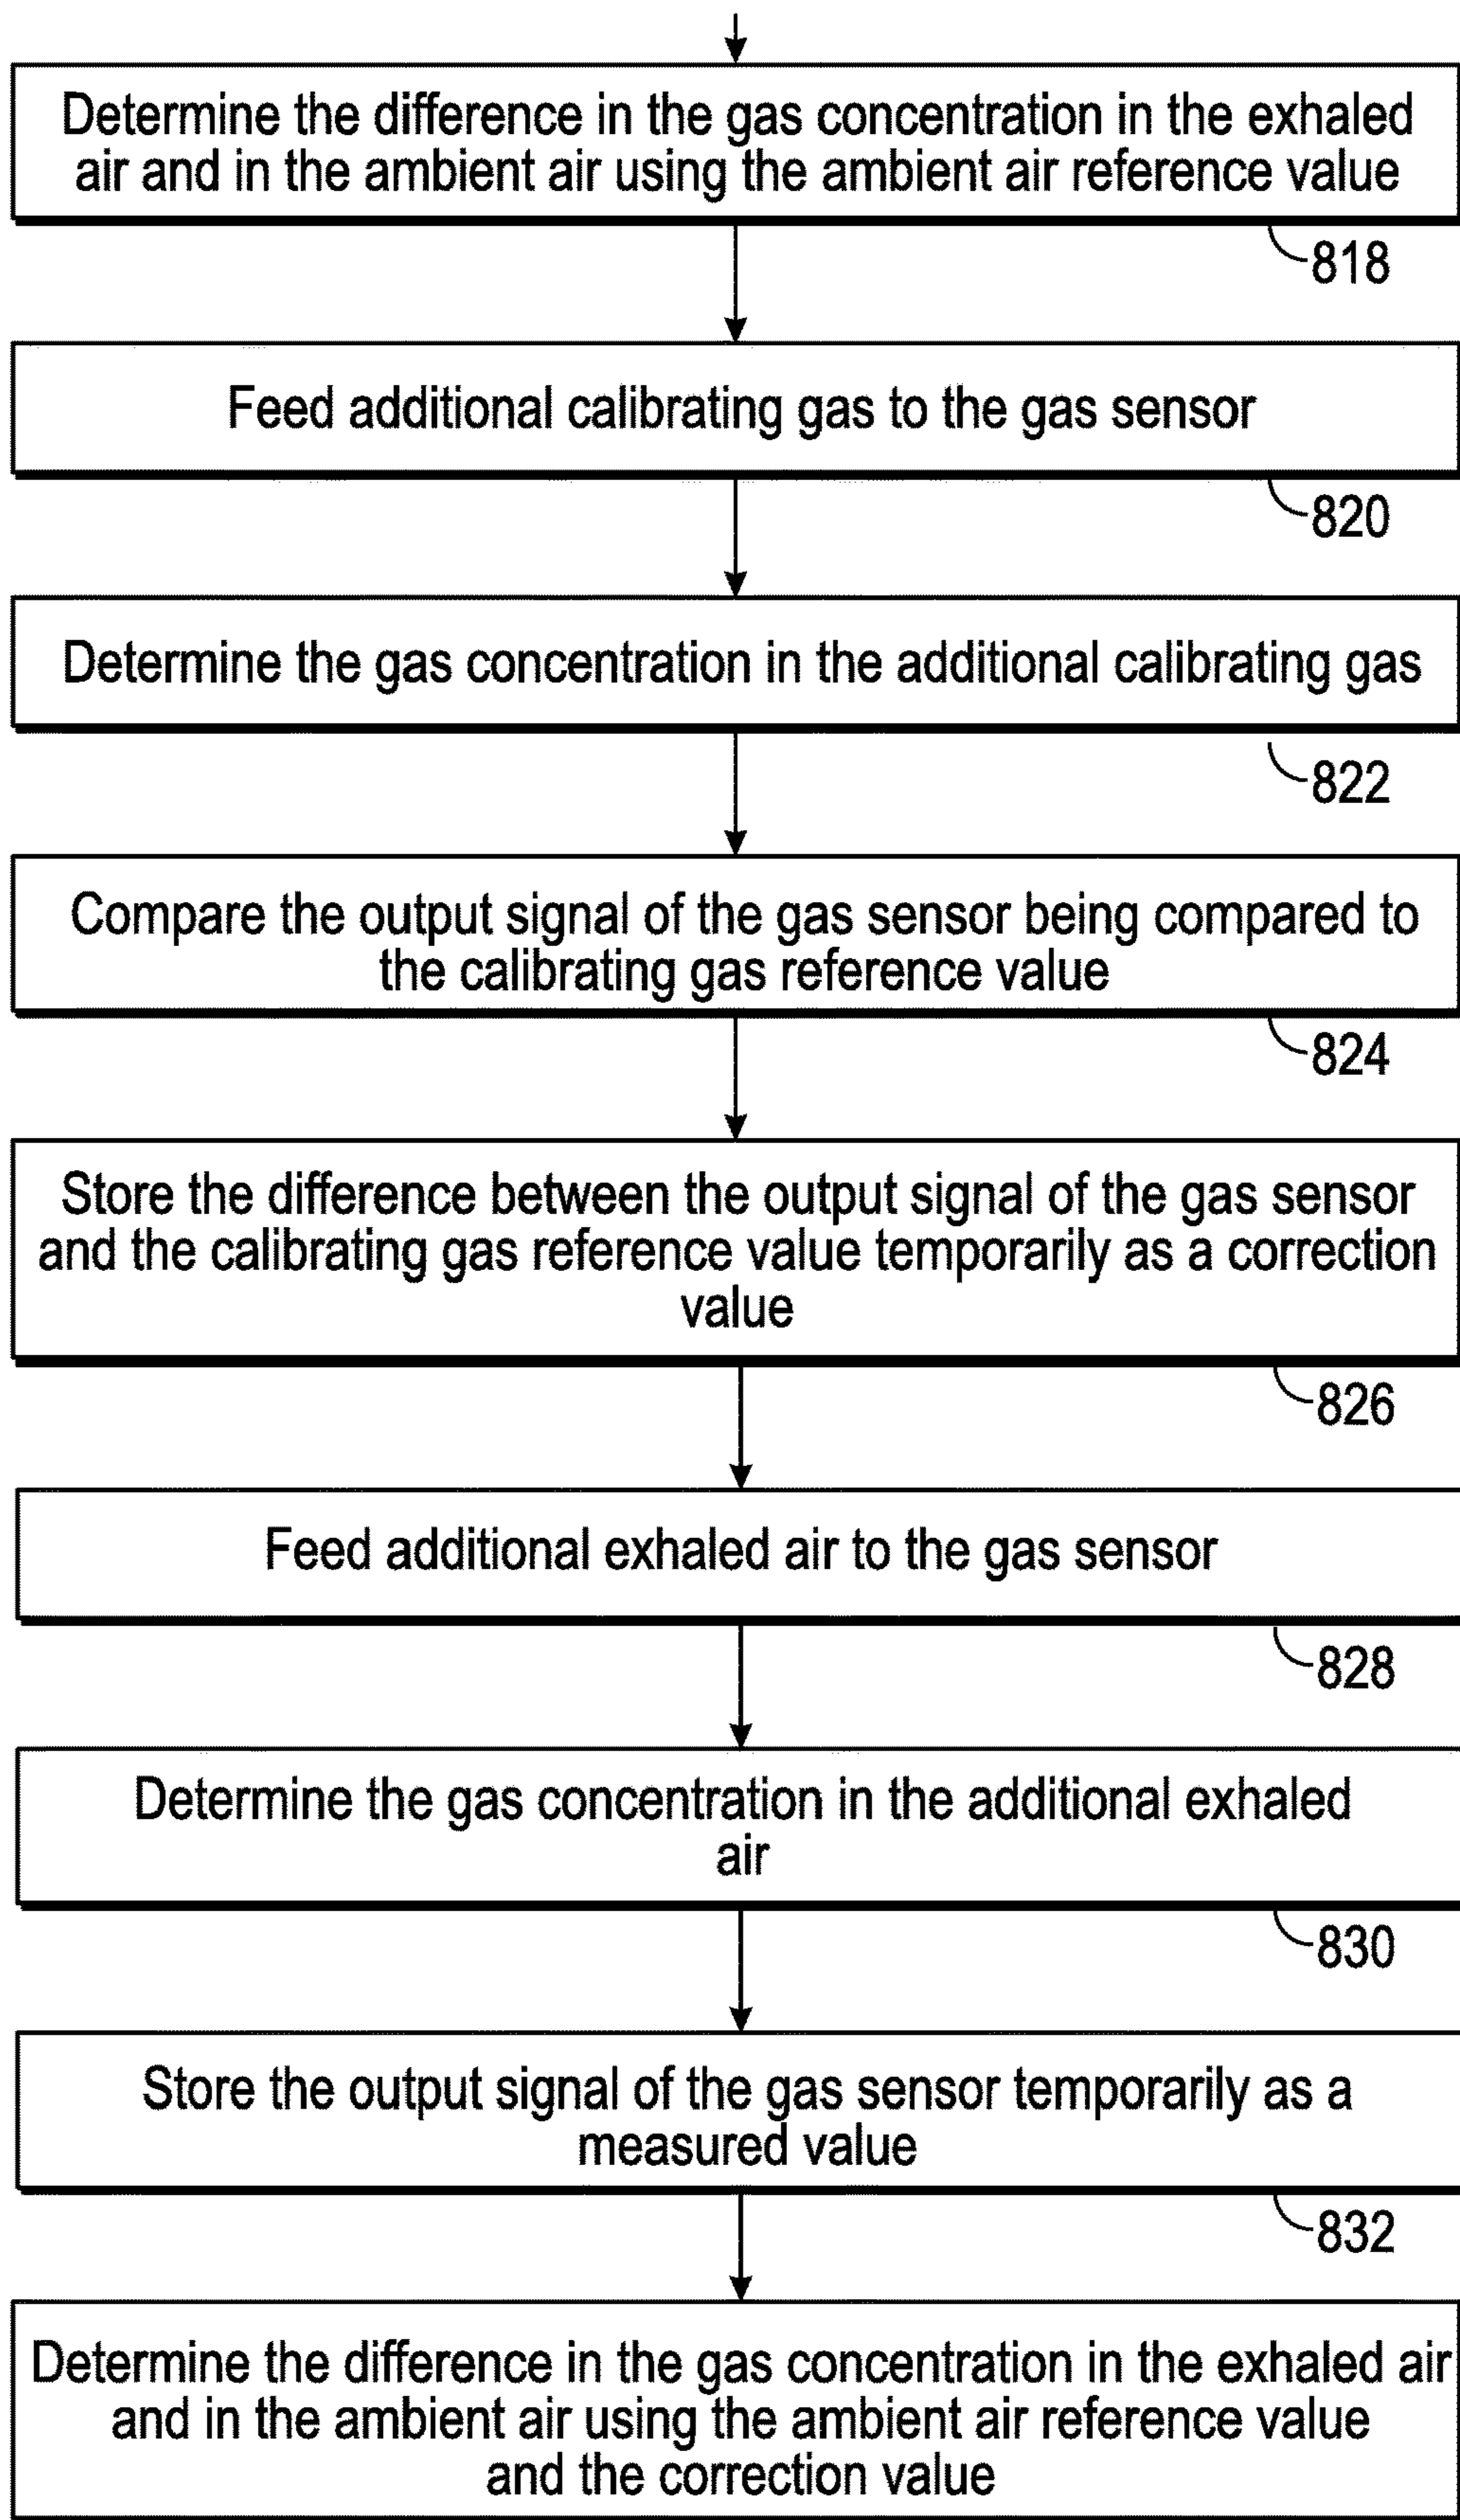 Determine the difference in the gas concentration in the exhaled
air and in the ambient air using the ambient air reference value
818
Feed additional calibrating gas to the gas sensor
820
Determine the gas concentration in the additional calibrating gas
822
Compare the output signal of the gas sensor being compared to
the calibrating gas reference value
824
Store the difference between the output signal of the gas sensor
and the calibrating gas reference value temporarily as a correction
value
826
Feed additional exhaled air to the gas sensor
828
Determine the gas concentration in the additional exhaled
air
830
Store the output signal of the gas sensor temporarily as a
measured value
832
Determine the difference in the gas concentration in the exhaled air
and in the ambient air using the ambient air reference value
and the correction value